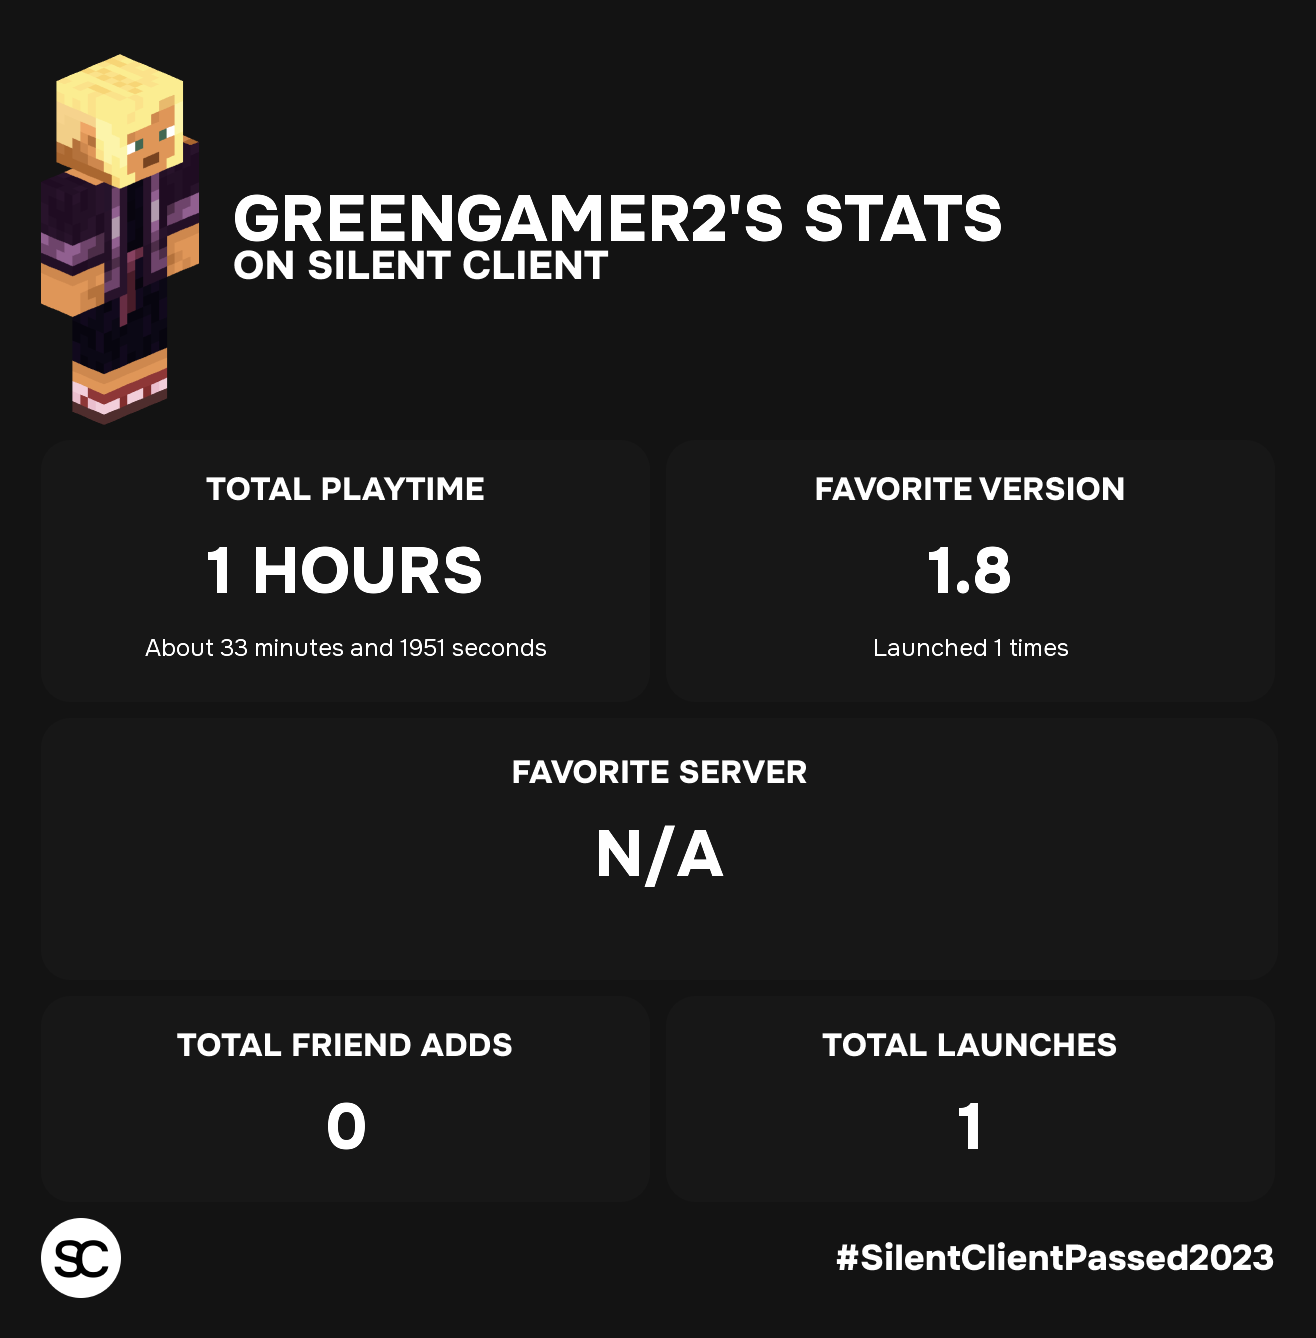 GREENGAMER2'S STATS
ON SILENT CLIENT
TOTAL PLAYTIME
1 HOURS
About 33 minutes and 1951 seconds
FAVORITE VERSION
1.8
Launched 1 times
FAVORITE SERVER
N/A
TOTAL FRIEND ADDS
0
TOTAL LAUNCHES
1
SC
#SilentClientPassed2023